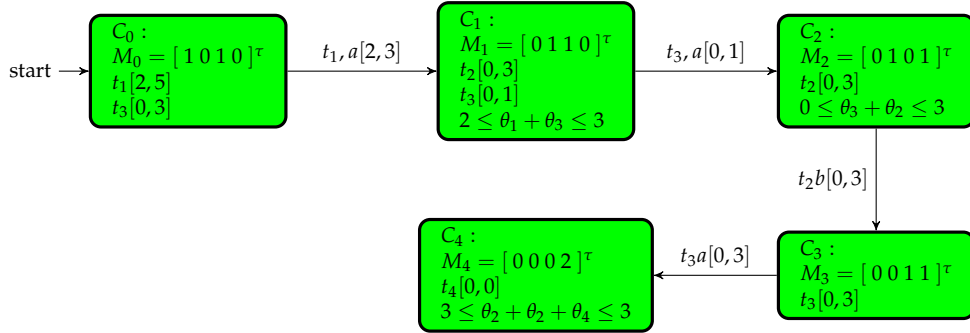 start
C₀ :
M₀ = [ 1 0 1 0 ]^τ
t₁[2, 5]
t₃[0, 3]
t₁, a[2, 3]
C₁ :
M₁ = [ 0 1 1 0 ]^τ
t₂[0, 3]
t₃[0, 1]
2 ≤ θ₁ + θ₃ ≤ 3
t₃, a[0, 1]
C₂ :
M₂ = [ 0 1 0 1 ]^τ
t₂[0, 3]
0 ≤ θ₃ + θ₂ ≤ 3
t₂b[0, 3]
C₃ :
M₃ = [ 0 0 1 1 ]^τ
t₃[0, 3]
t₃a[0, 3]
C₄ :
M₄ = [ 0 0 0 2 ]^τ
t₄[0, 0]
3 ≤ θ₂ + θ₂ + θ₄ ≤ 3